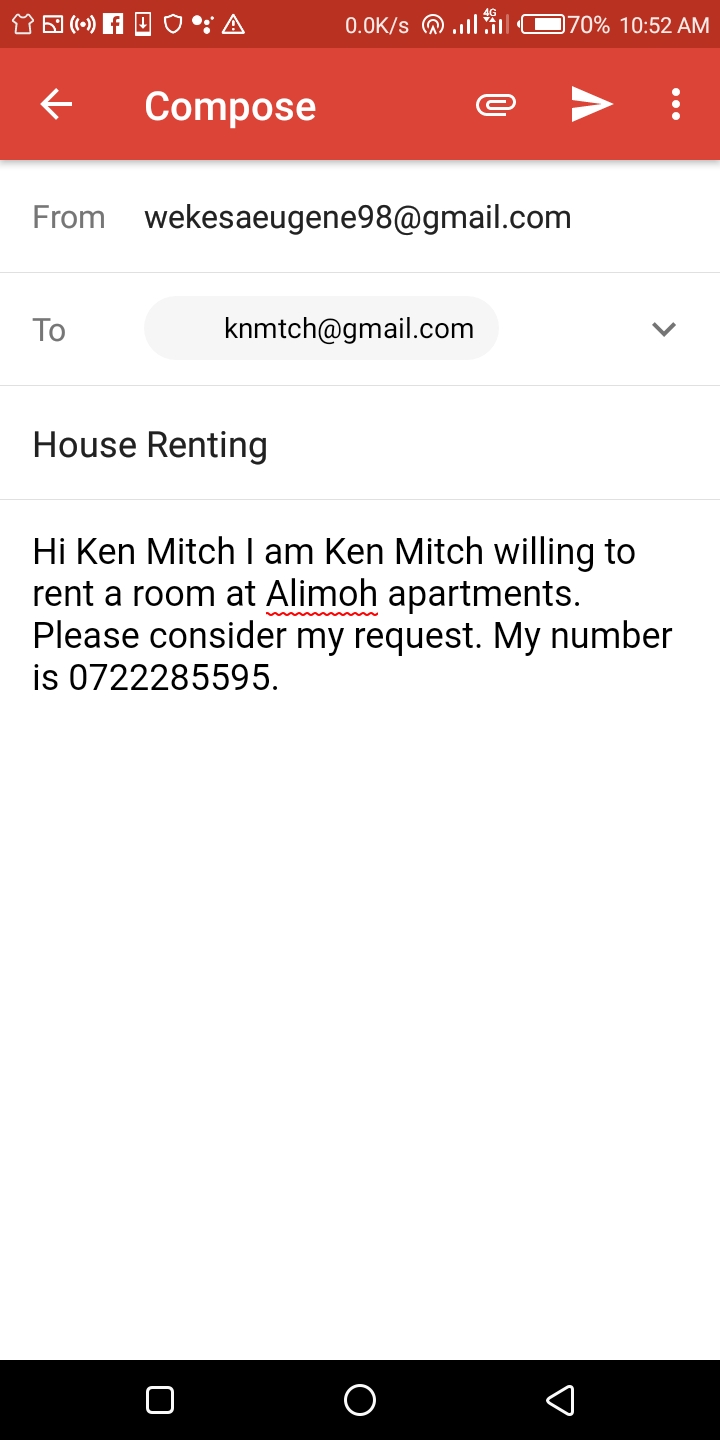 0.0K/s 4G 70% 10:52 AM
Compose
From wekesaeugene98@gmail.com
To knmtch@gmail.com
House Renting
Hi Ken Mitch I am Ken Mitch willing to
rent a room at Alimoh apartments.
Please consider my request. My number
is 0722285595.